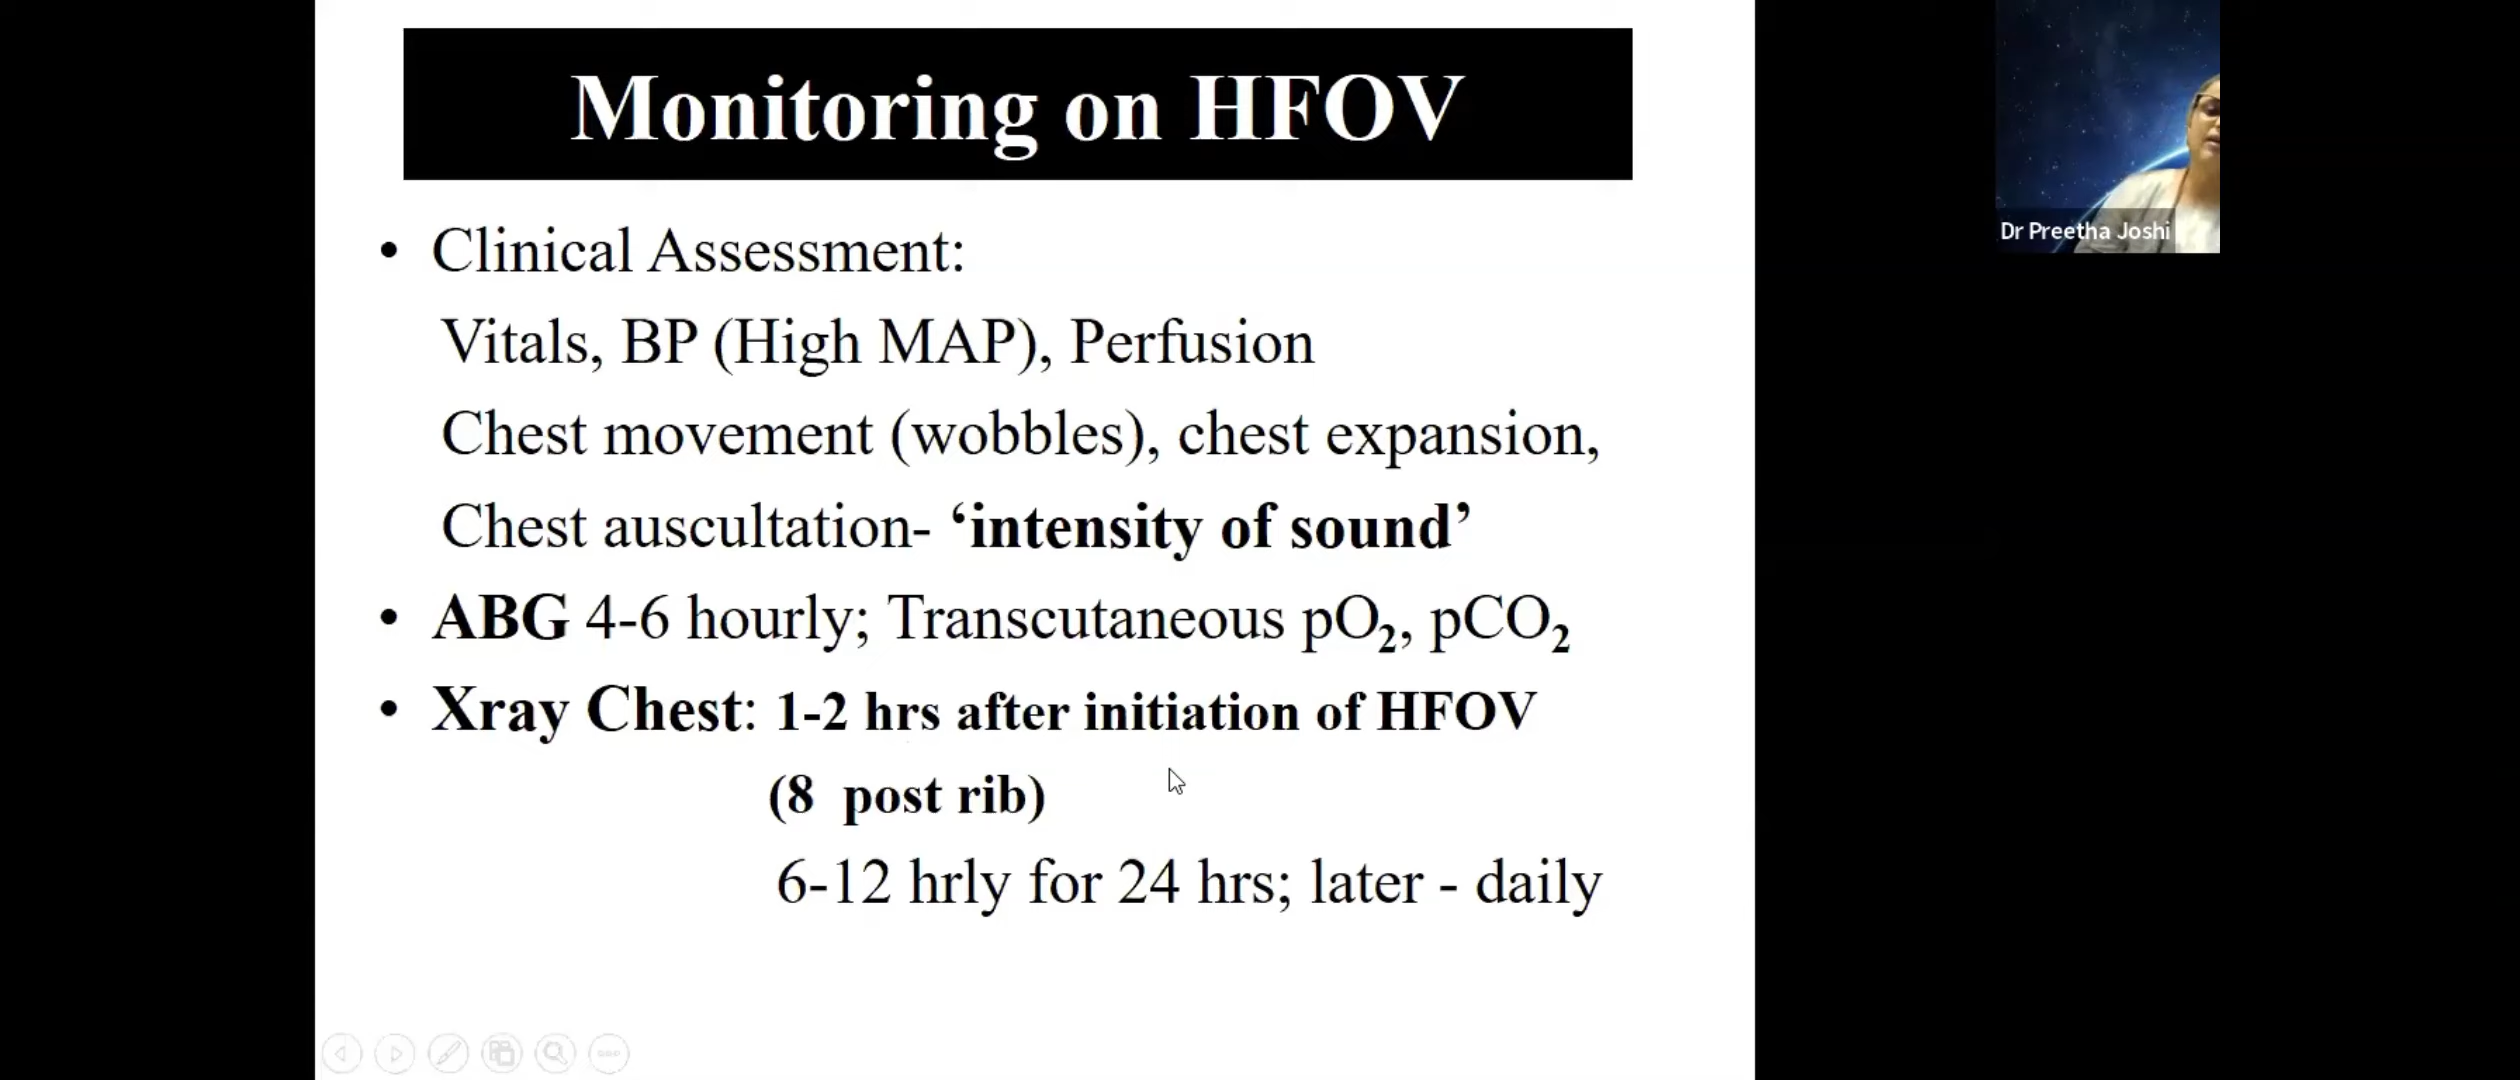 Monitoring on HFOV
• Clinical Assessment:
Vitals, BP (High MAP), Perfusion
Chest movement (wobbles), chest expansion,
Chest auscultation- ‘intensity of sound’
• ABG 4-6 hourly; Transcutaneous pO₂, pCO₂
• Xray Chest: 1-2 hrs after initiation of HFOV
(8 post rib)
6-12 hrly for 24 hrs; later - daily
Dr Preetha Joshi